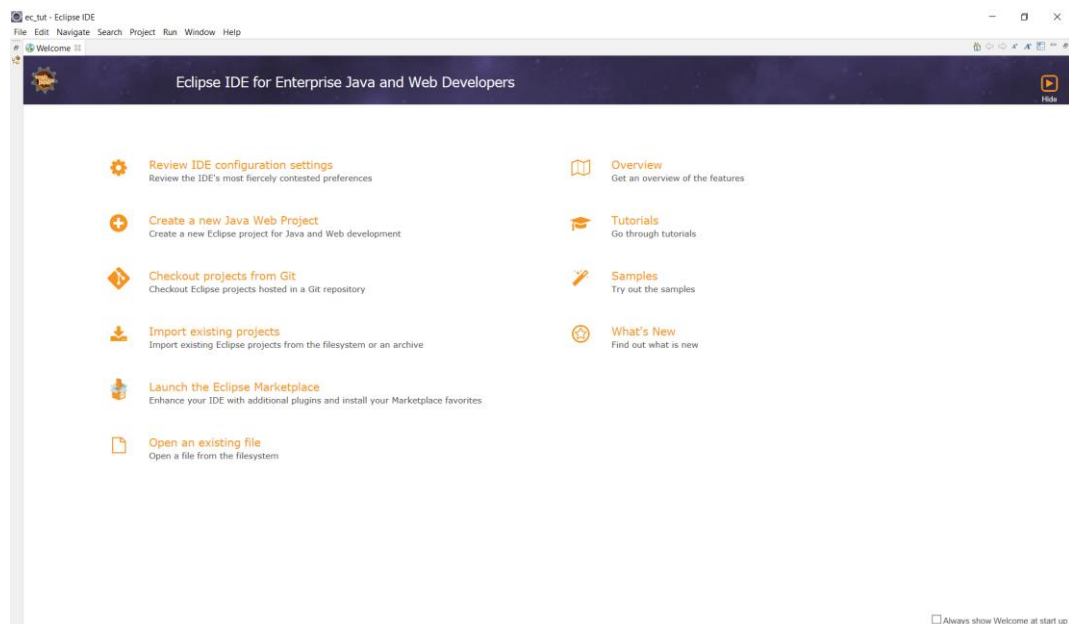 ec_tut - Eclipse IDE
File Edit Navigate Search Project Run Window Help
Welcome
Eclipse IDE for Enterprise Java and Web Developers
Hide
Review IDE configuration settings
Review the IDE's most fiercely contested preferences
Create a new Java Web Project
Create a new Eclipse project for Java and Web development
Checkout projects from Git
Checkout Eclipse projects hosted in a Git repository
Import existing projects
Import existing Eclipse projects from the filesystem or an archive
Launch the Eclipse Marketplace
Enhance your IDE with additional plugins and install your Marketplace favorites
Open an existing file
Open a file from the filesystem
Overview
Get an overview of the features
Tutorials
Go through tutorials
Samples
Try out the samples
What's New
Find out what is new
Always show Welcome at start up